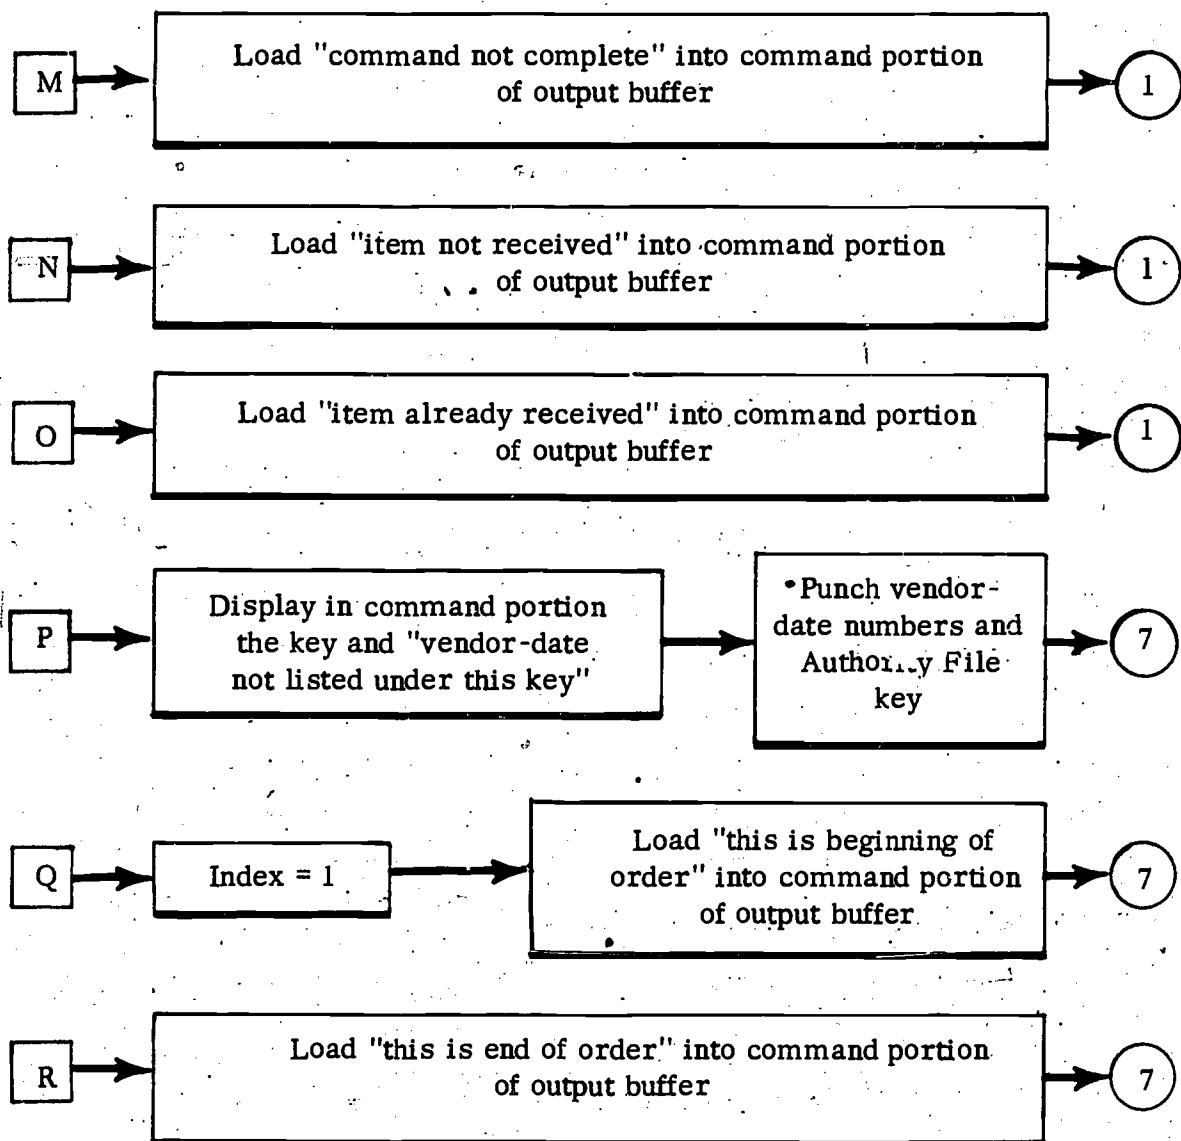 M
Load "command not complete" into command portion
of output buffer
1
N
Load "item not received" into command portion
of output buffer
1
O
Load "item already received" into command portion
of output buffer
1
P
Display in command portion
the key and "vendor-date
not listed under this key"
Punch vendor-
date numbers and
File
key
7
Q
Index = 1
Load "this is beginning of
order" into command portion
of output buffer
7
R
Load "this is end of order" into command portion
of output buffer
7